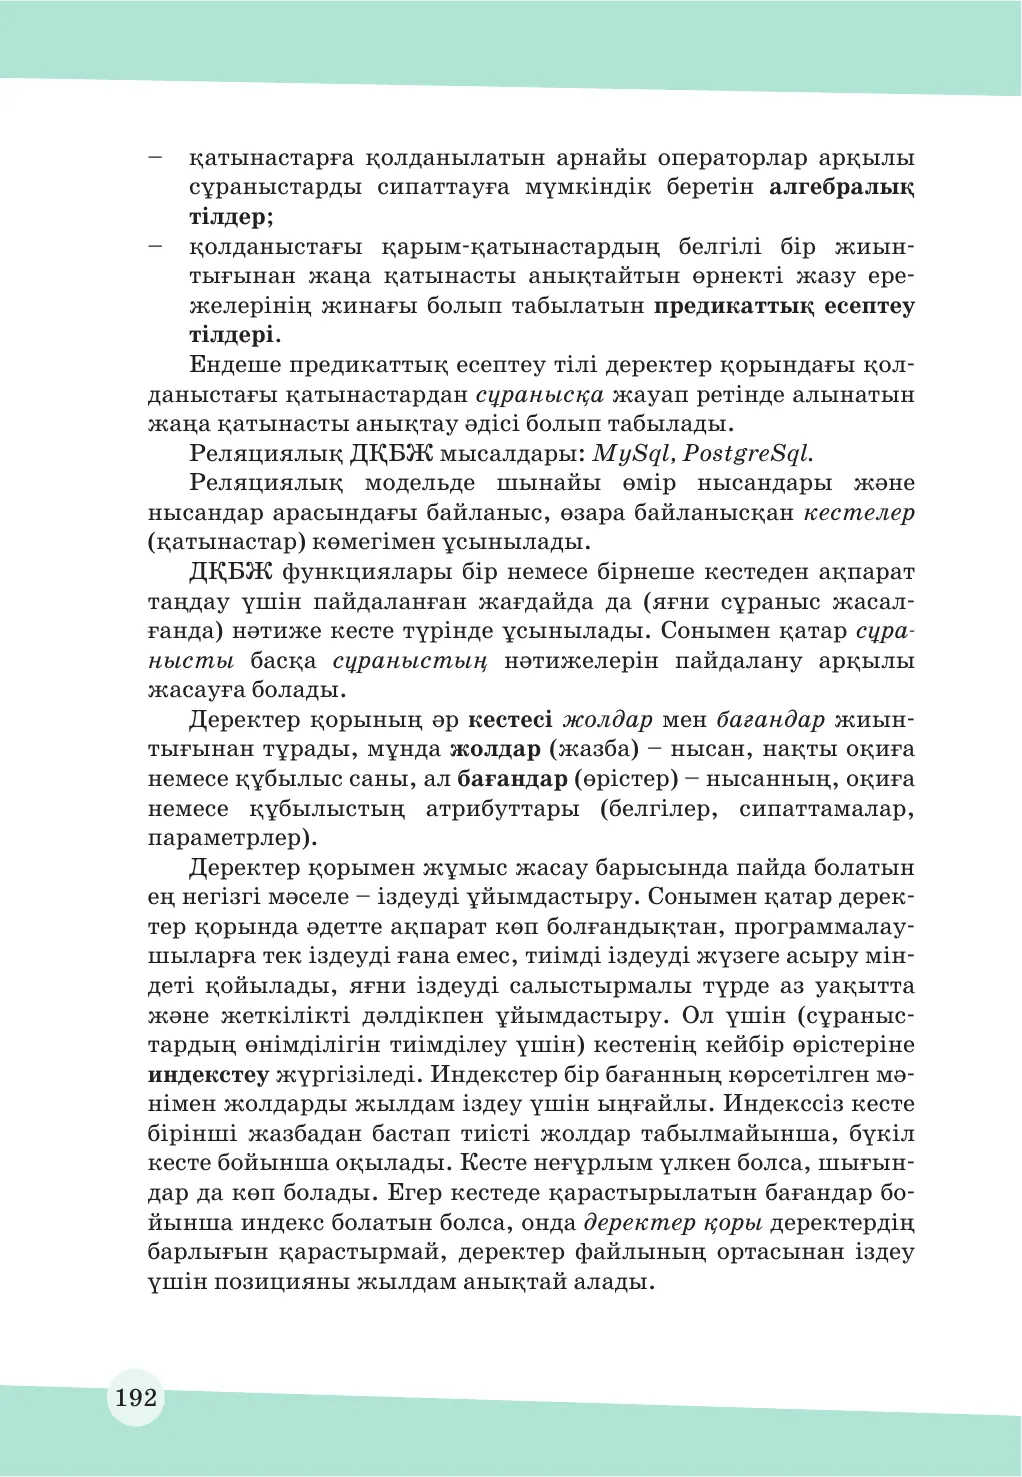 – қатынастарға қолданылатын арнайы операторлар арқылы
сұраныстарды сипаттауға мүмкіндік беретін алгебралық
тілдер;
– қолданыстағы қарым-қатынастардың белгілі бір жиын-
тығынан жаңа қатынасты анықтайтын өрнекті жазу ере-
желерінің жинағы болып табылатын предикаттық есептеу
тілдері.
Ендеше предикаттық есептеу тілі деректер қорындағы қол-
даныстағы қатынастардан сұранысқа жауап ретінде алынатын
жаңа қатынасты анықтау әдісі болып табылады.
Реляциялық ДҚБЖ мысалдары: MySql, PostgreSql.
Реляциялық модельде шынайы өмір нысандары және
нысандар арасындағы байланыс, өзара байланысқан кестелер
(қатынастар) көмегімен ұсынылады.
ДҚБЖ функциялары бір немесе бірнеше кестеден ақпарат
таңдау үшін пайдаланған жағдайда да (яғни сұраныс жасал-
ғанда) нәтиже кесте түрінде ұсынылады. Сонымен қатар сұра-
нысты басқа сұраныстың нәтижелерін пайдалану арқылы
жасауға болады.
Деректер қорының әр кестесі жолдар мен бағандар жиын-
тығынан тұрады, мұнда жолдар (жазба) – нысан, нақты оқиға
немесе құбылыс саны, ал бағандар (өрістер) – нысанның, оқиға
немесе құбылыстың атрибуттары (белгілер, сипаттамалар,
параметрлер).
Деректер қорымен жұмыс жасау барысында пайда болатын
ең негізгі мәселе – іздеуді ұйымдастыру. Сонымен қатар дерек-
тер қорында әдетте ақпарат көп болғандықтан, программалау-
шыларға тек іздеуді ғана емес, тиімді іздеуді жүзеге асыру мін-
деті қойылады, яғни іздеуді салыстырмалы түрде аз уақытта
және жеткілікті дәлдікпен ұйымдастыру. Ол үшін (сұраныс-
тардың өнімділігін тиімділеу үшін) кестенің кейбір өрістеріне
индекстеу жүргізіледі. Индекстер бір бағанның көрсетілген мә-
німен жолдарды жылдам іздеу үшін ыңғайлы. Индекссіз кесте
бірінші жазбадан бастап тиісті жолдар табылмайынша, бүкіл
кесте бойынша оқылады. Кесте неғұрлым үлкен болса, шығын-
дар да көп болады. Егер кестеде қарастырылатын бағандар бо-
йынша индекс болатын болса, онда деректер қоры деректердің
барлығын қарастырмай, деректер файлының ортасынан іздеу
үшін позицияны жылдам анықтай алады.
192